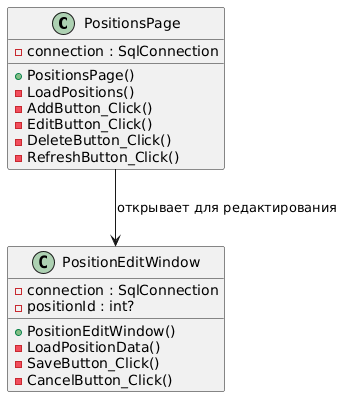 C PositionsPage
connection : SqlConnection
PositionsPage()
LoadPositions()
AddButton_Click()
EditButton_Click()
DeleteButton_Click()
RefreshButton_Click()
открывает для редактирования
C PositionEditWindow
connection : SqlConnection
positionId : int?
PositionEditWindow()
LoadPositionData()
SaveButton_Click()
CancelButton_Click()